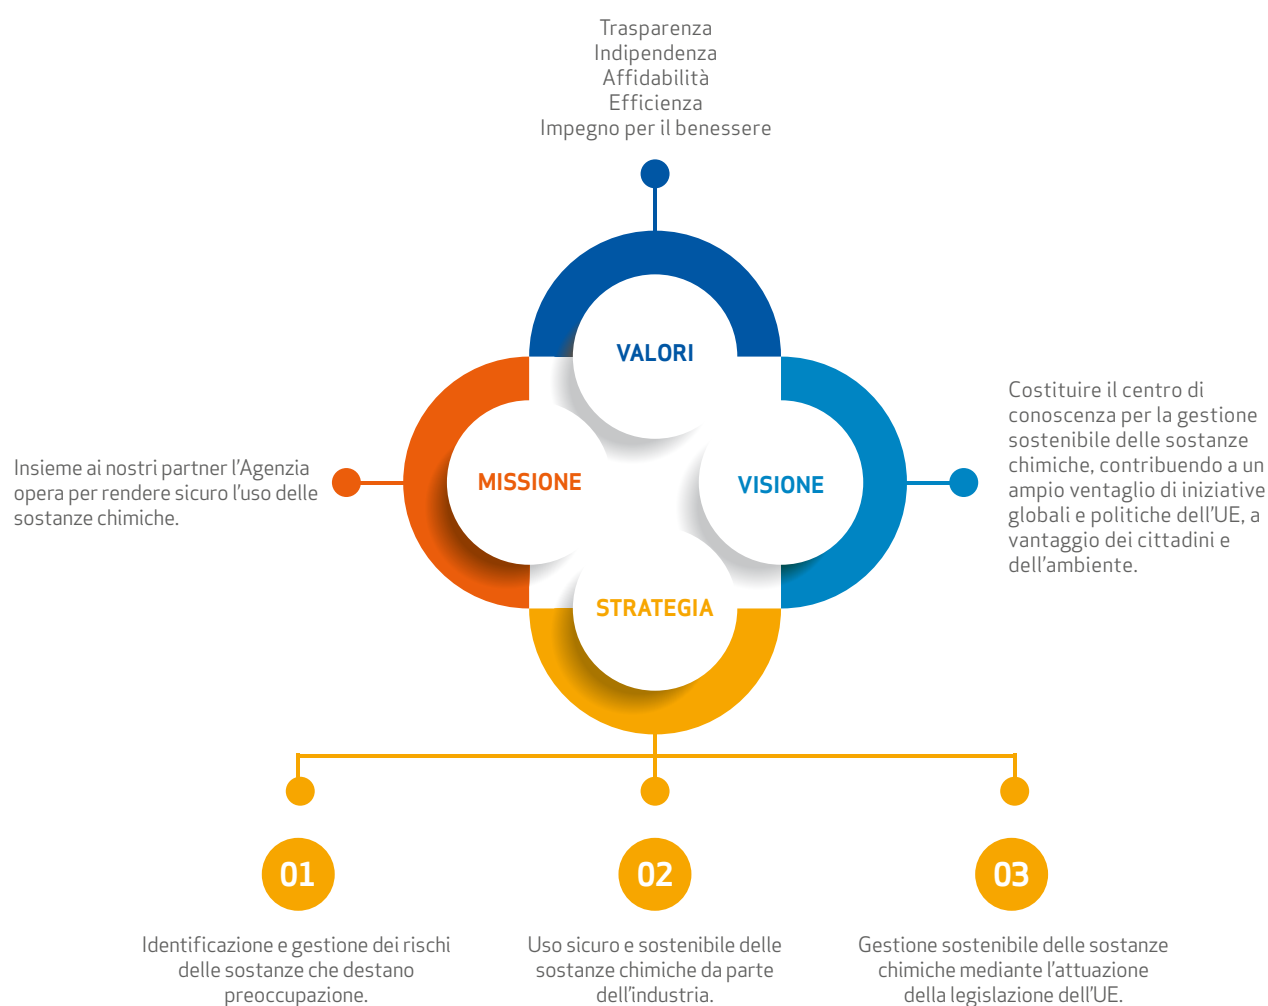 Trasparenza
Indipendenza
Affidabilità
Efficienza
Impegno per il benessere
VALORI
MISSIONE
Insieme ai nostri partner l'Agenzia
opera per rendere sicuro l'uso delle
sostanze chimiche.
VISIONE
Costituire il centro di
conoscenza per la gestione
sostenibile delle sostanze
chimiche, contribuendo a un
ampio ventaglio di iniziative
globali e politiche dell'UE, a
vantaggio dei cittadini e
dell'ambiente.
STRATEGIA
01
Identificazione e gestione dei rischi
delle sostanze che destano
preoccupazione.
02
Uso sicuro e sostenibile delle
sostanze chimiche da parte
dell'industria.
03
Gestione sostenibile delle sostanze
chimiche mediante l'attuazione
della legislazione dell'UE.